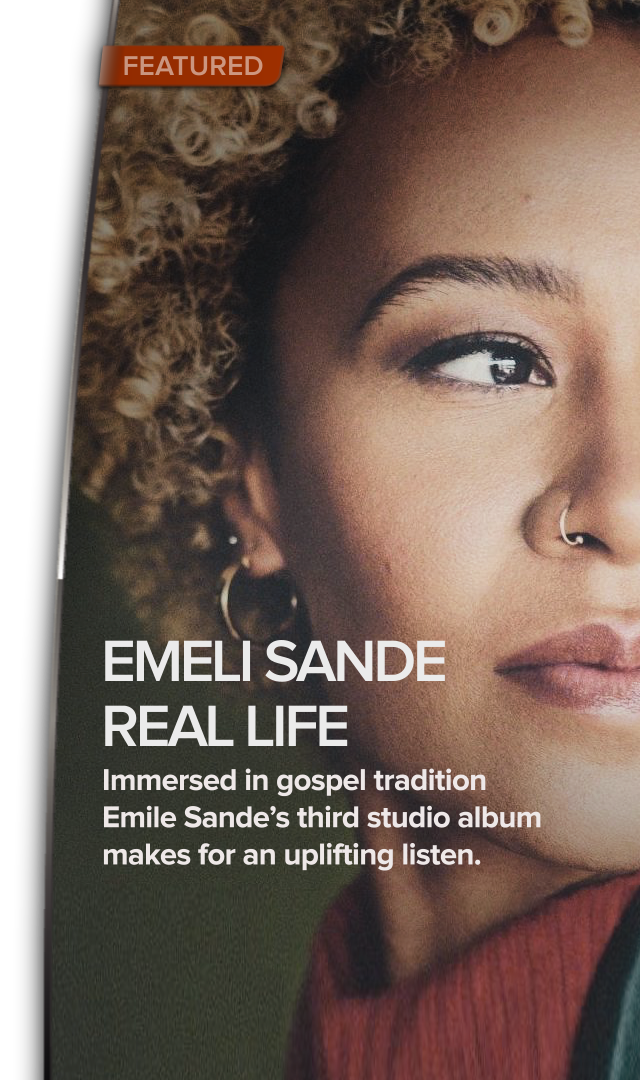 FEATURED
EMELI SANDE
REAL LIFE
Immersed in gospel tradition
Emile Sande’s third studio album
makes for an uplifting listen.